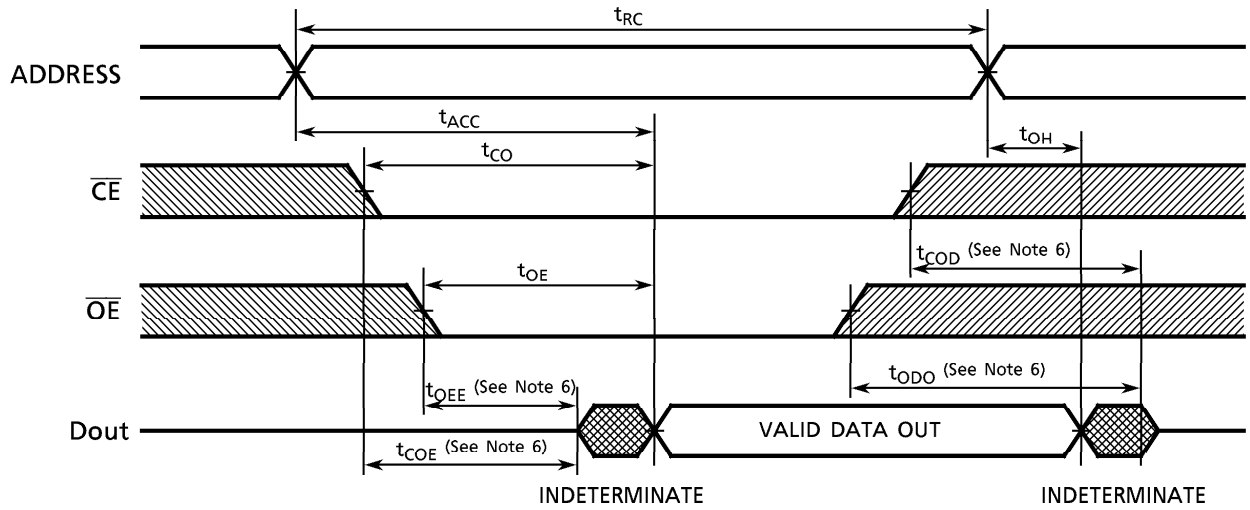 tRC
ADDRESS
tACC
tOH
tCO
CE
tCOD (See Note 6)
tOE
OE
tODO (See Note 6)
tOEE (See Note 6)
Dout
VALID DATA OUT
tCOE (See Note 6)
INDETERMINATE
INDETERMINATE